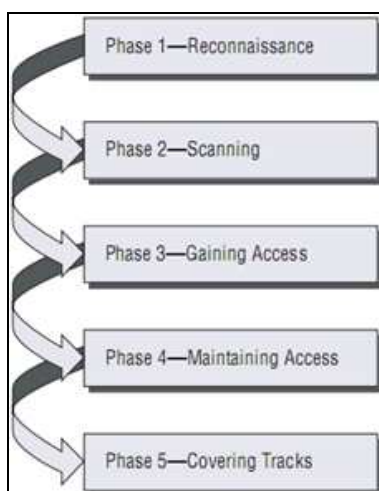 Phase 1—Reconnaissance
Phase 2—Scanning
Phase 3—Gaining Access
Phase 4—Maintaining Access
Phase 5—Covering Tracks